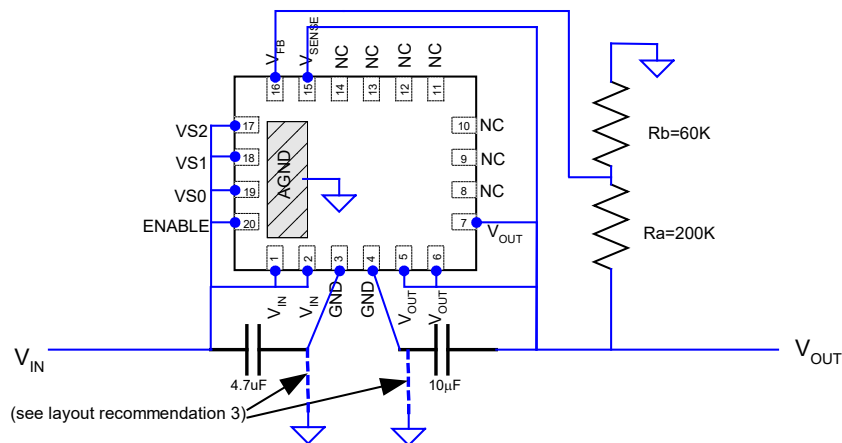 VFB
VSENSE
NC
NC
NC
NC
16
15
14
13
12
11
VS2
17
10
NC
VS1
18
9
NC
VS0
19
8
NC
ENABLE
20
7
VOUT
AGND
Rb=60K
Ra=200K
1
2
3
4
5
6
VIN
VIN
GND
GND
VOUT
VOUT
VIN
4.7uF
10μF
VOUT
(see layout recommendation 3)